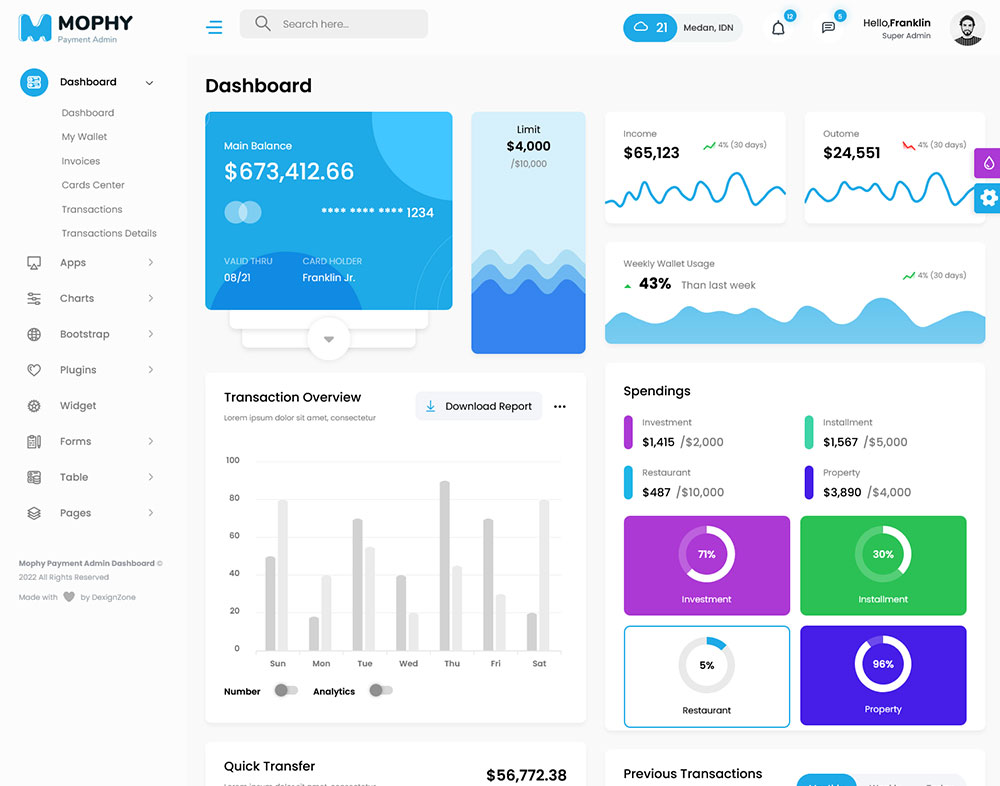 MOPHY
Payment Admin
Search here..
21
Medan, IDN
12
5
Hello,Franklin
Super Admin
Dashboard
Dashboard
My Wallet
Invoices
Cards Center
Transactions
Transactions Details
Apps
Charts
Bootstrap
Plugins
Widget
Forms
Table
Pages
Mophy Payment Admin Dashboard ©
2022 All Rights Reserved
Made with
by DexignZone
Dashboard
Main Balance
$673,412.66
**** **** **** 1234
VALID THRU
CARD HOLDER
08/21
Franklin Jr.
Limit
$4,000
/$10,000
Income
$65,123
4% (30 days)
Outome
$24,551
4% (30 days)
Weekly Wallet Usage
43% Than last week
4% (30 days)
Transaction Overview
Lorem ipsum dolor sit amet, consectetur
Download Report
100
80
60
40
20
0
Sun Mon Tue Wed Thu Fri Sat
Number
Analytics
Spendings
Investment
$1,415 /$2,000
Installment
$1,567 /$5,000
Restaurant
$487 /$10,000
Property
$3,890 /$4,000
71%
Investment
30%
Installment
5%
Restaurant
96%
Property
Quick Transfer
$56,772.38
Previous Transactions